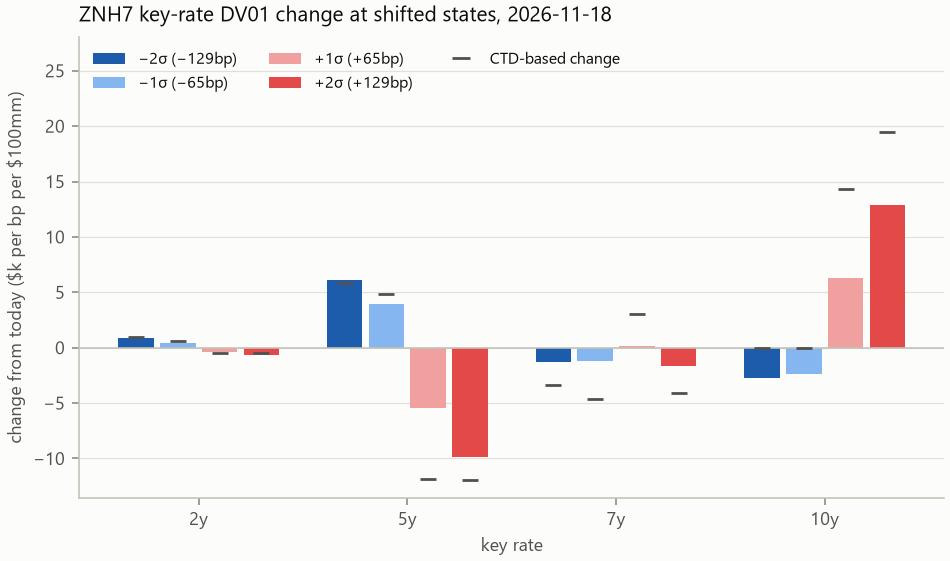 ZNH7 key-rate DV01 change at shifted states, 2026-11-18
−2σ (−129bp)
−1σ (−65bp)
+1σ (+65bp)
+2σ (+129bp)
CTD-based change
change from today ($k per bp per $100mm)
25
20
15
10
5
0
−5
−10
2y
5y
7y
10y
key rate